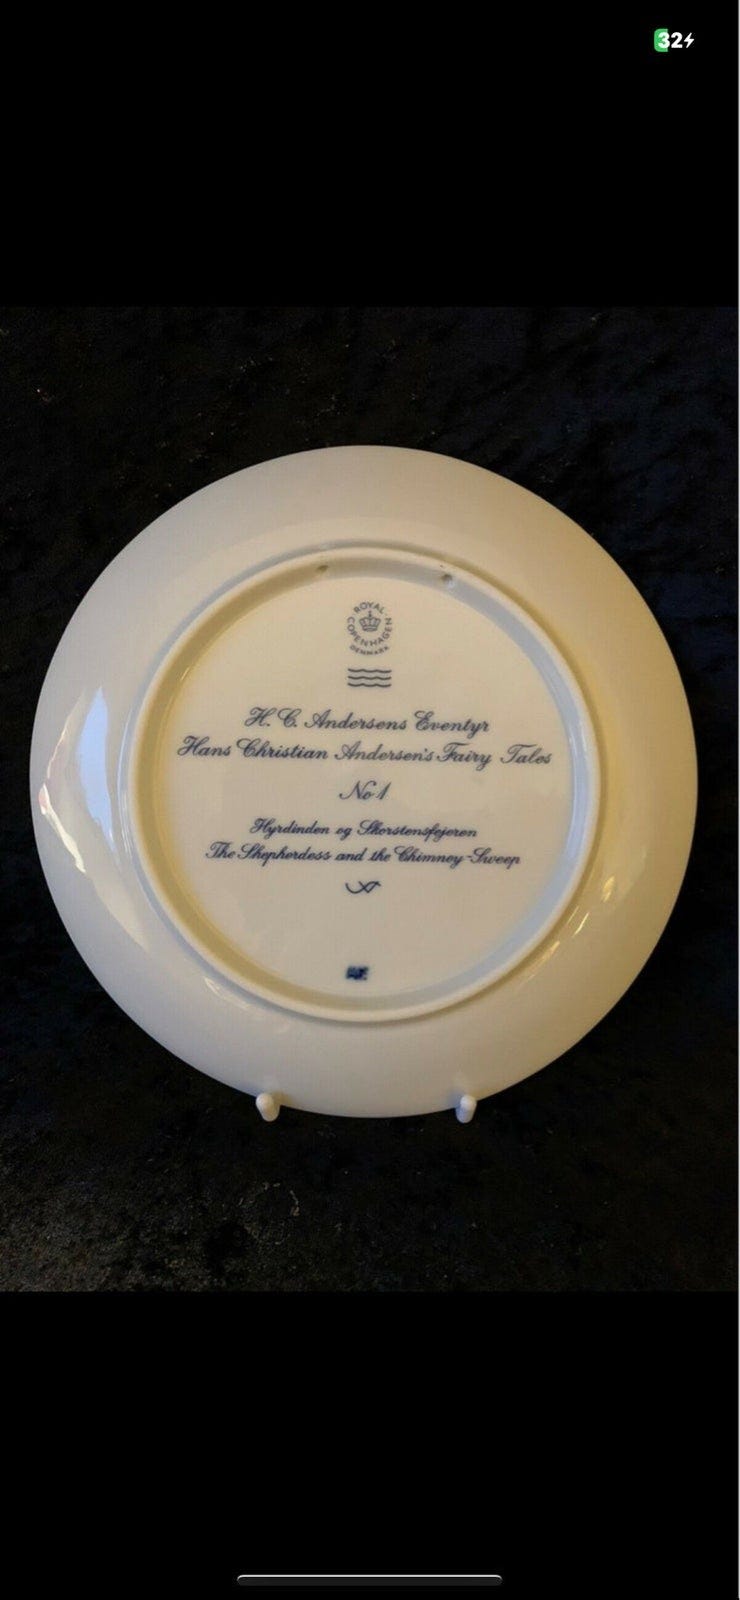 32
ROYAL COPENHAGEN
DENMARK
H. C. Andersens Eventyr
Hans Christian Andersen's Fairy Tales
No 1
Hyrdinden og Skorstensfejeren
The Shepherdess and the Chimney-Sweep